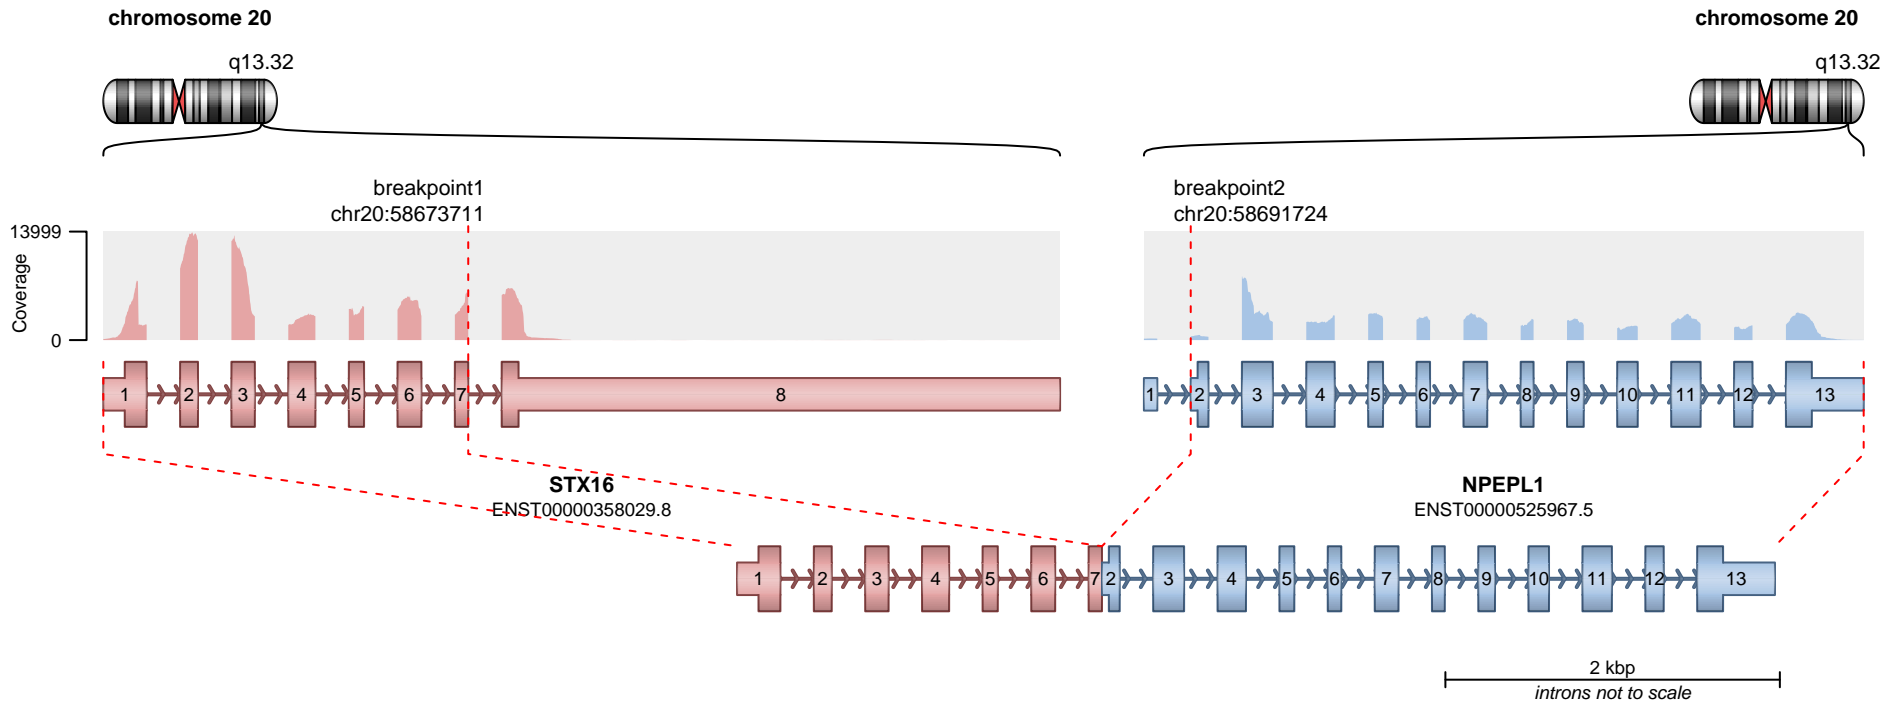 chromosome 20
chromosome 20
q13.32
q13.32
breakpoint1
chr20:58673711
breakpoint2
chr20:58691724
13999
Coverage
0
1 2 3 4 5 6 7 8
1 2 3 4 5 6 7 8 9 10 11 12 13
STX16
ENST00000358029.8
NPEPL1
ENST00000525967.5
1 2 3 4 5 6 7 2 3 4 5 6 7 8 9 10 11 12 13
2 kbp
introns not to scale